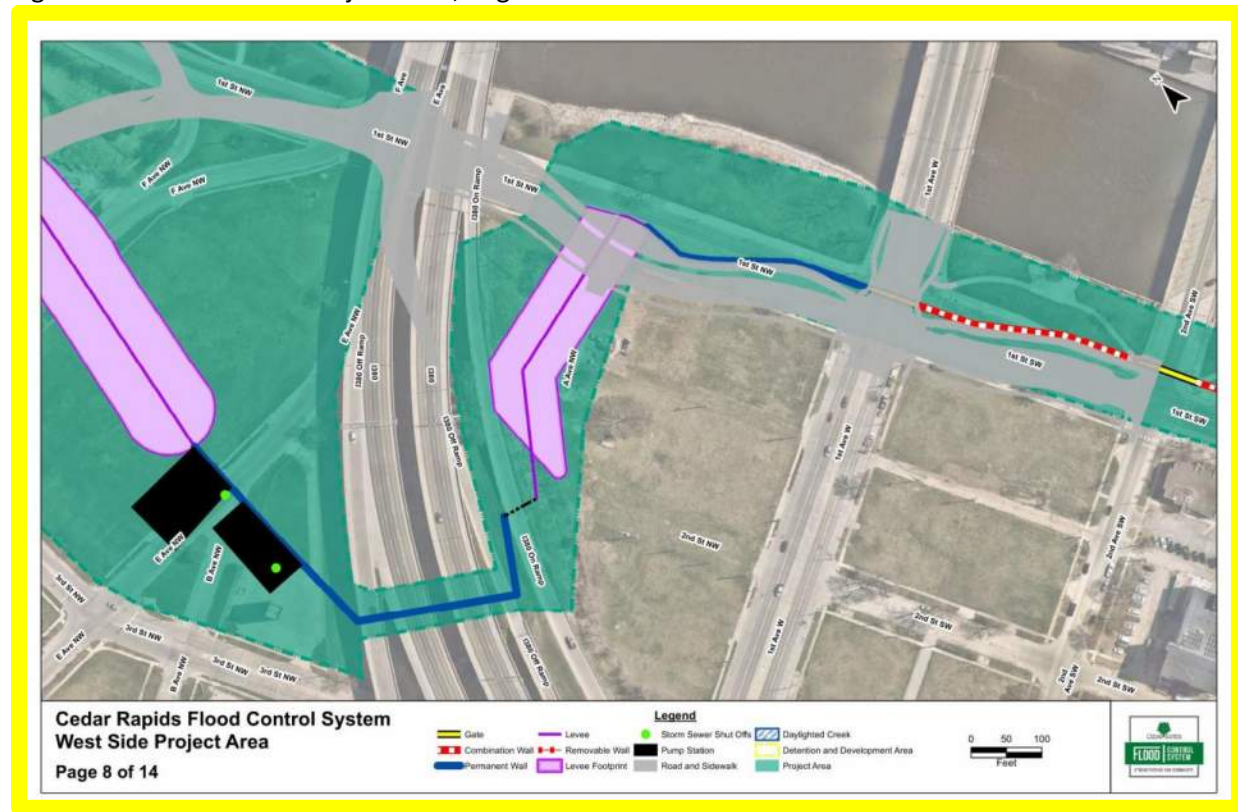 1st St NW
F Ave
E Ave
1st St NW
F Ave NW
F Ave NW
I380 On Ramp
1st St NW
1st Ave W
2nd Ave SW
E Ave NW
I380 Off Ramp
I380
I380
1st St NW
A Ave NW
1st St SW
1st St SW
I380 Off Ramp
1st Ave W
2nd St NW
I380 On Ramp
2nd Ave SW
E Ave NW
B Ave NW
3rd St NW
E Ave NW
3rd St NW
B Ave NW
3rd St NW
3rd St NW
I380 Off Ramp
1st Ave W
2nd St SW
2nd Ave SW
2nd St SW
Cedar Rapids Flood Control System
West Side Project Area
Page 8 of 14
Legend
Gate
Levee
Storm Sewer Shut Offs
Daylighted Creek
Combination Wall
Removable Wall
Pump Station
Detention and Development Area
Permanent Wall
Levee Footprint
Road and Sidewalk
Project Area
0 50 100
Feet
FLOOD CONTROL SYSTEM